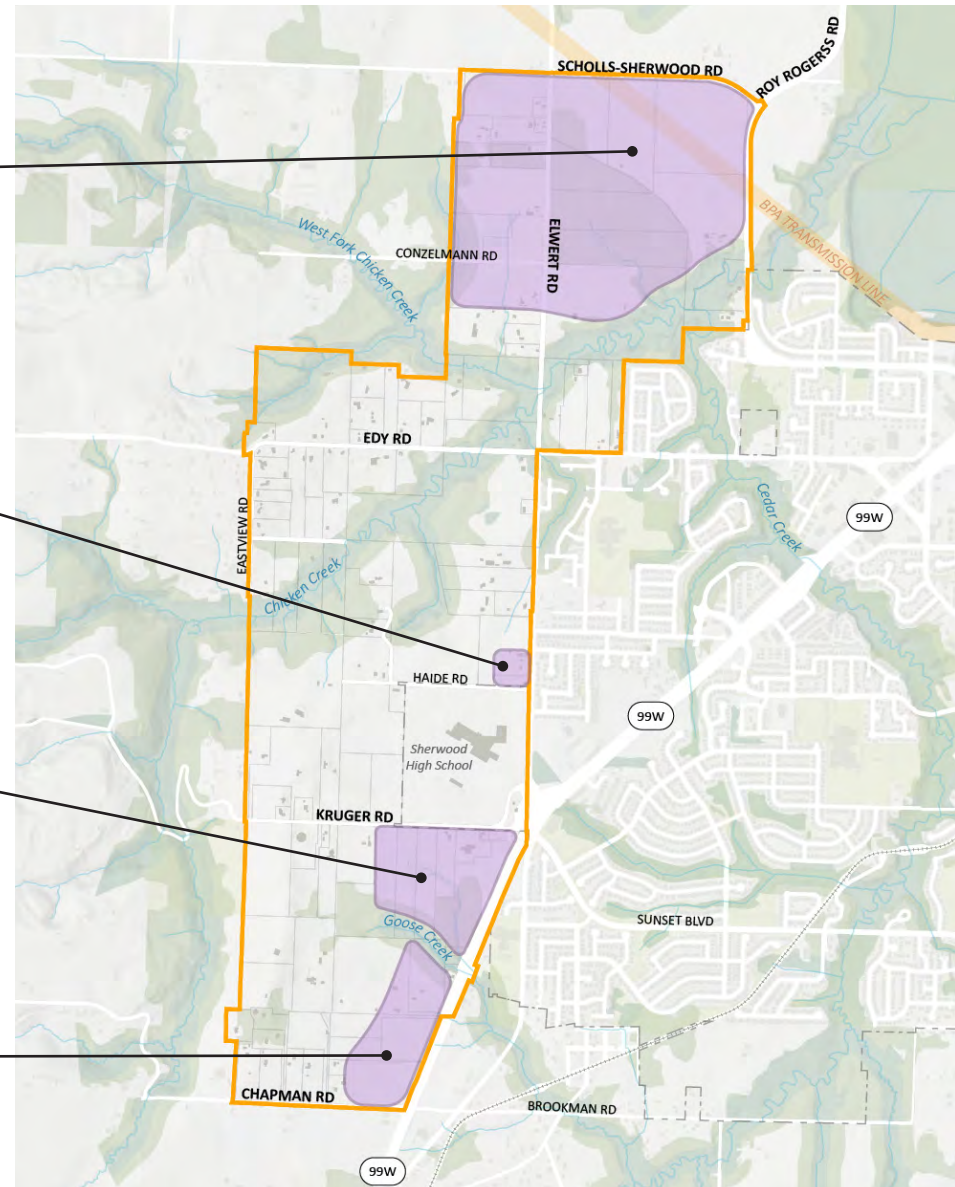 SCHOLLS-SHERWOOD RD
ROY ROGERSS RD
West Fork Chicken Creek
ELWERT RD
BPA TRANSMISSION LINE
CONZELMANN RD
EDY RD
EASTVIEW RD
Cedar Creek
99W
Chicken Creek
HAIDE RD
99W
Sherwood
High School
KRUGER RD
Goose Creek
SUNSET BLVD
CHAPMAN RD
BROOKMAN RD
99W